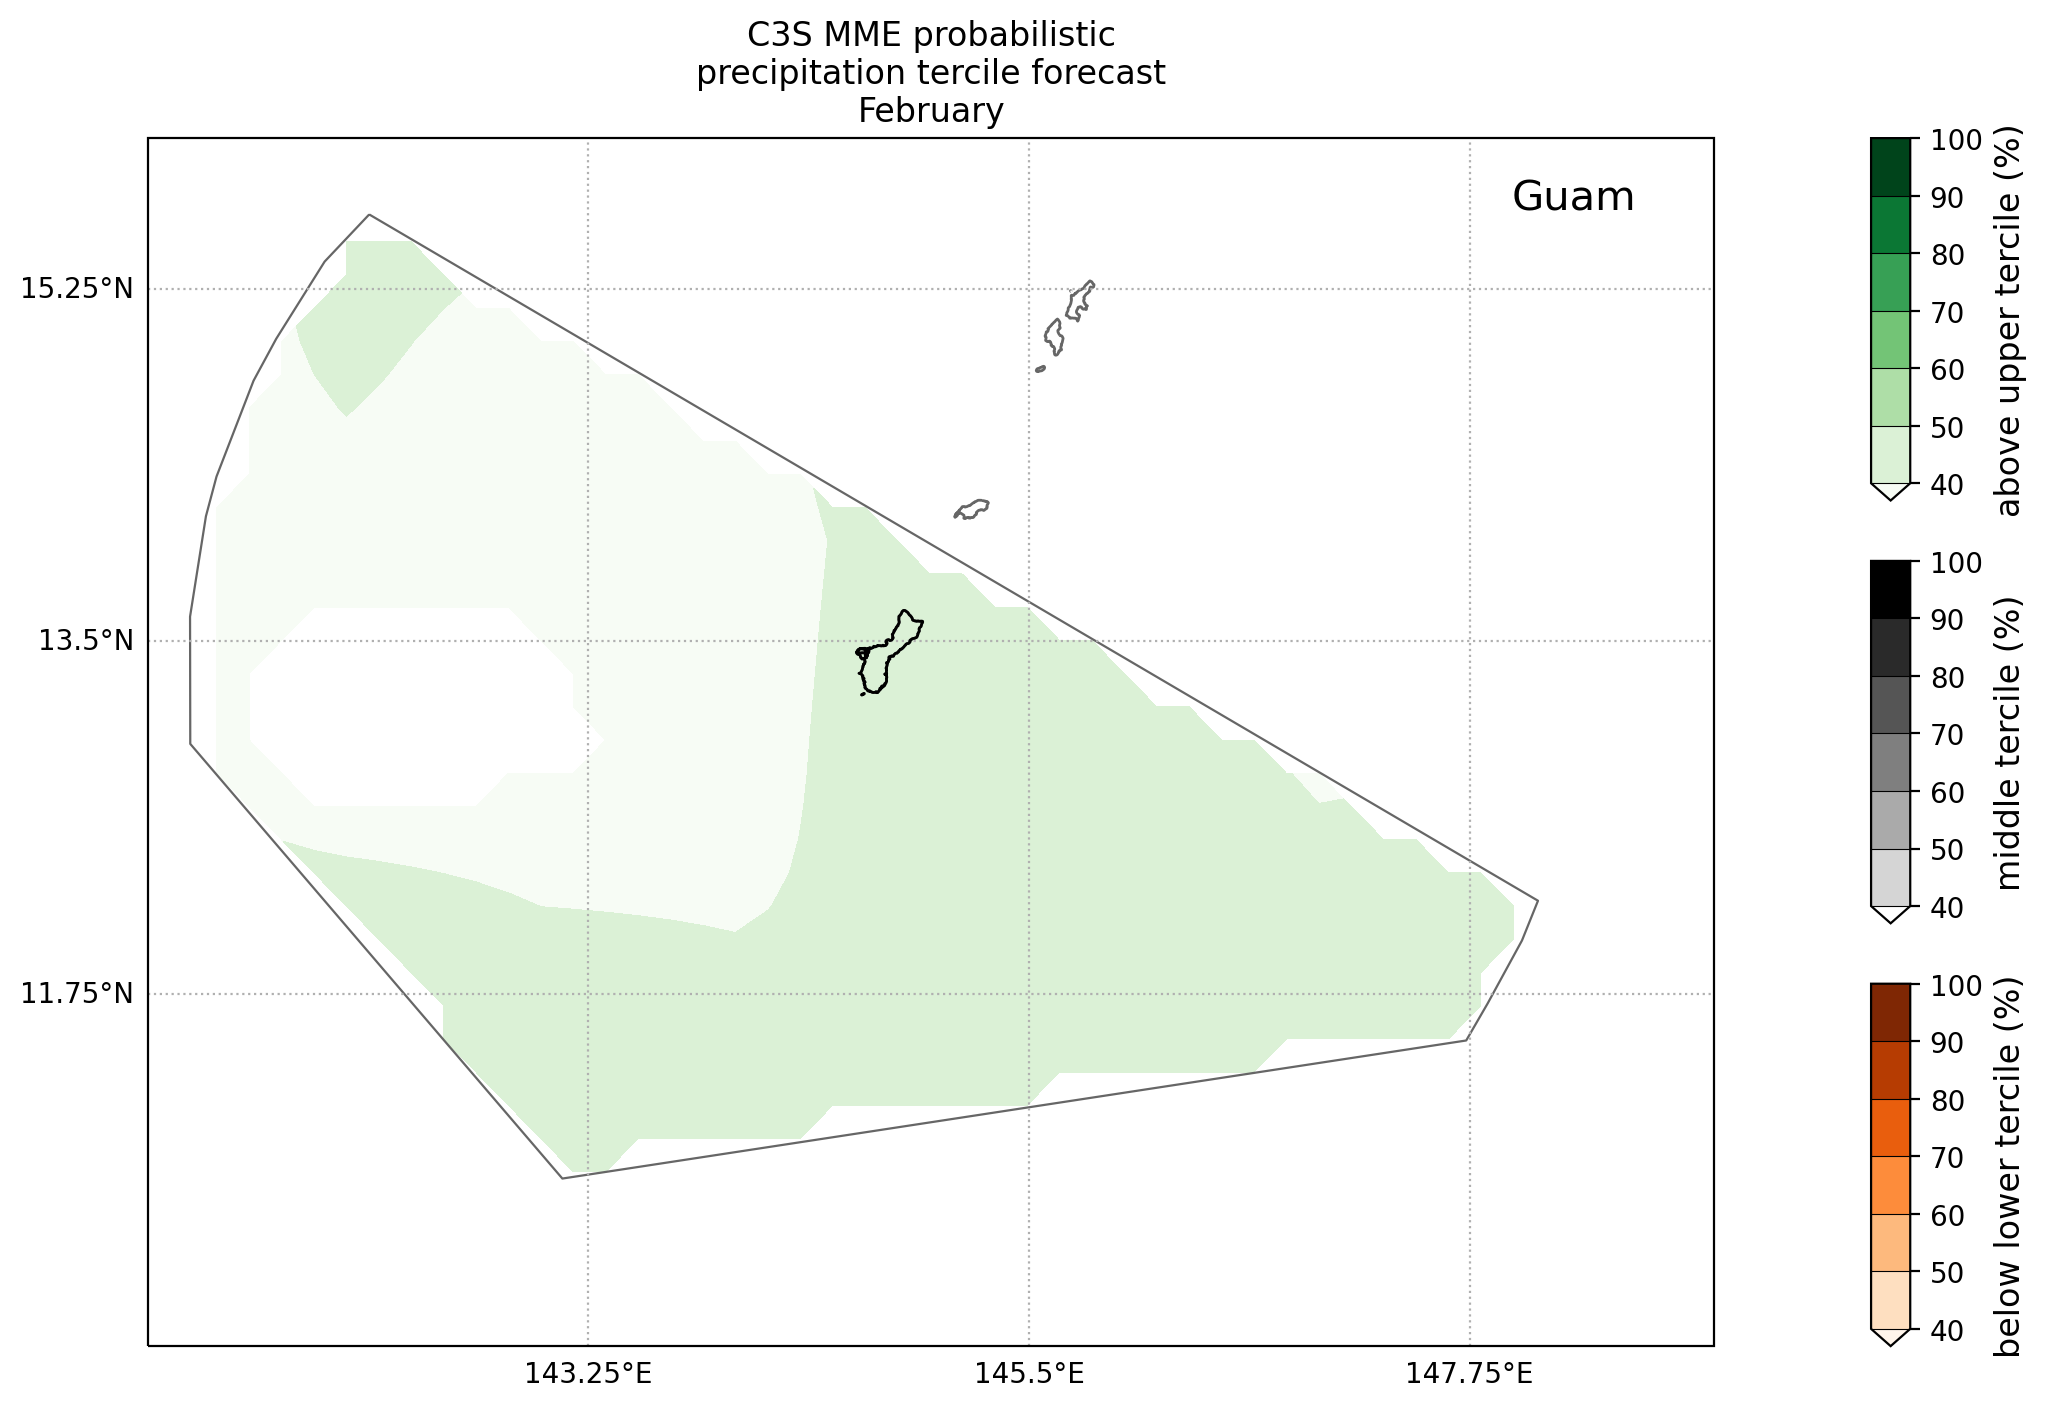 C3S MME probabilistic
precipitation tercile forecast
February
Guam
15.25°N
13.5°N
11.75°N
143.25°E
145.5°E
147.75°E
100
90
80
70
60
50
40
above upper tercile (%)
100
90
80
70
60
50
40
middle tercile (%)
100
90
80
70
60
50
40
below lower tercile (%)